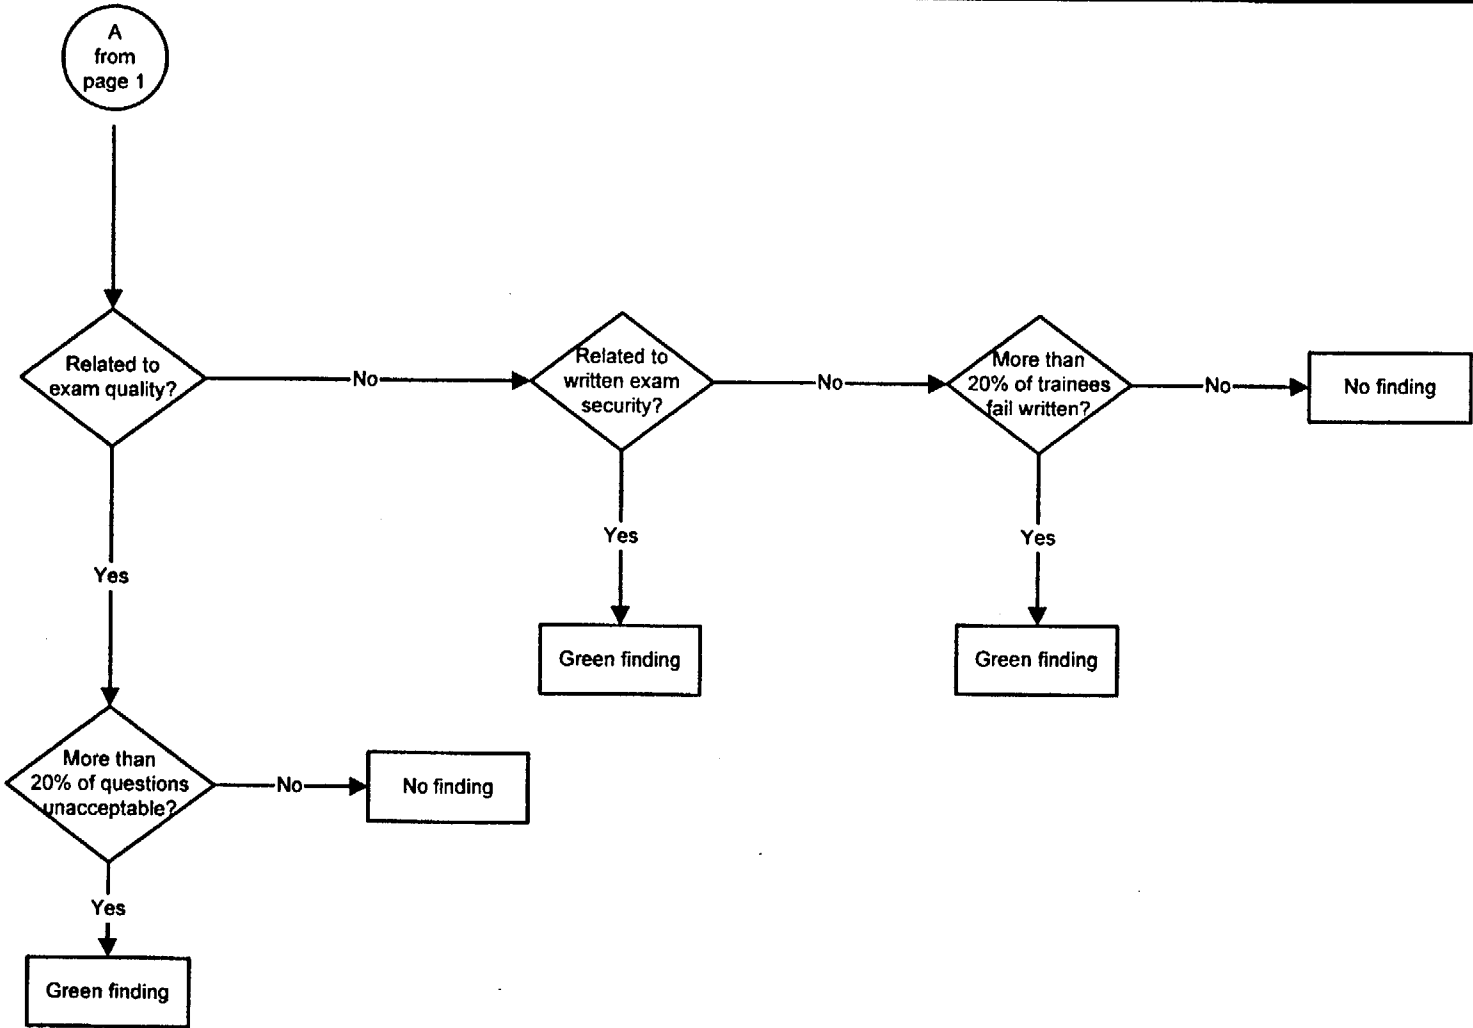 A
from
page 1
Related to
exam quality?
No
Related to
written exam
security?
No
More than
20% of trainees
fail written?
No
No finding
Yes
Yes
Yes
Green finding
Green finding
More than
20% of questions
unacceptable?
No
No finding
Yes
Green finding